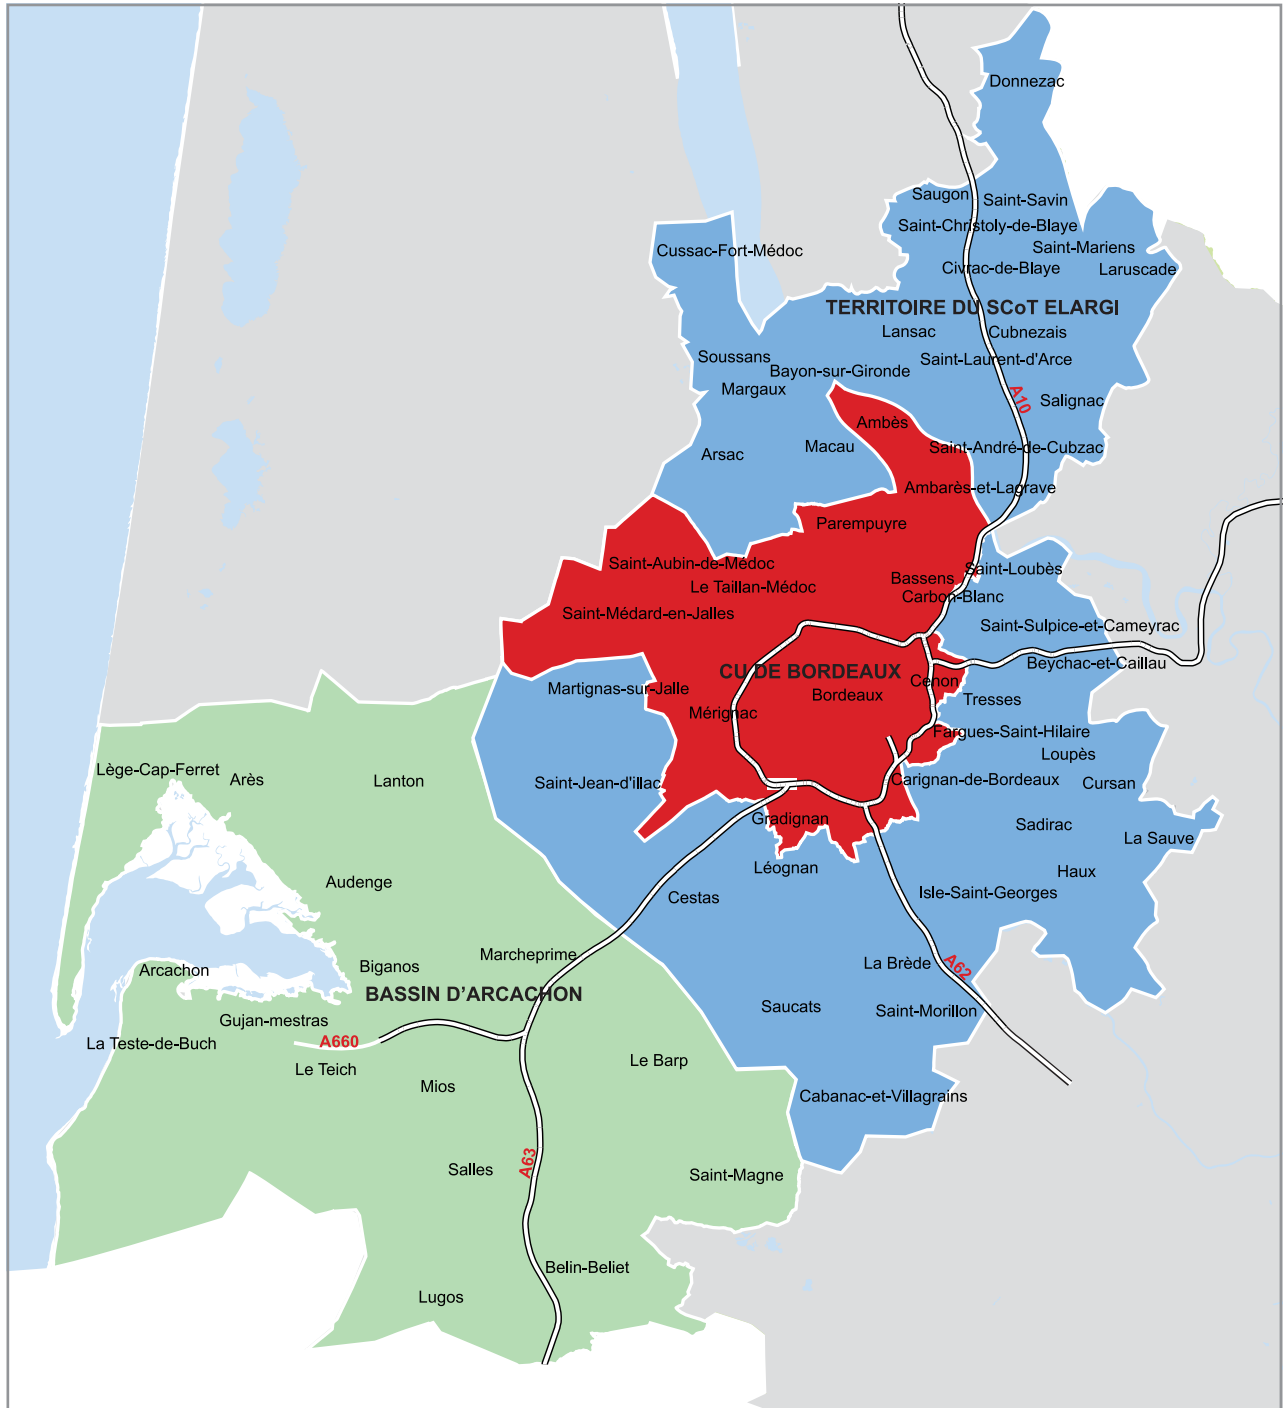 Donnezac
Saugon
Saint-Savin
Saint-Christoly-de-Blaye
Saint-Mariens
Cussac-Fort-Médoc
Civrac-de-Blaye
Laruscade
TERRITOIRE DU SCoT ELARGI
Lansac
Cubnezais
Soussans
Saint-Laurent-d'Arce
Bayon-sur-Gironde
Margaux
A10
Salignac
Ambès
Macau
Saint-André-de-Cubzac
Arsac
Ambarès-et-Lagrave
Parempuyre
Saint-Aubin-de-Médoc
Saint-Loubès
Bassens
Le Taillan-Médoc
Carbon-Blanc
Saint-Médard-en-Jalles
Saint-Sulpice-et-Cameyrac
Beychac-et-Caillau
CU DE BORDEAUX
Cenon
Martignas-sur-Jalle
Bordeaux
Tresses
Mérignac
Fargues-Saint-Hilaire
Loupès
Lège-Cap-Ferret
Arès
Lanton
Saint-Jean-d'illac
Carignan-de-Bordeaux
Cursan
Gradignan
Sadirac
La Sauve
Léognan
Haux
Audenge
Cestas
Isle-Saint-Georges
Marcheprime
La Brède
A62
Arcachon
Biganos
BASSIN D'ARCACHON
Saucats
Saint-Morillon
Gujan-mestras
La Teste-de-Buch
A660
Le Teich
Le Barp
Mios
Cabanac-et-Villagrains
Salles
A63
Saint-Magne
Belin-Beliet
Lugos